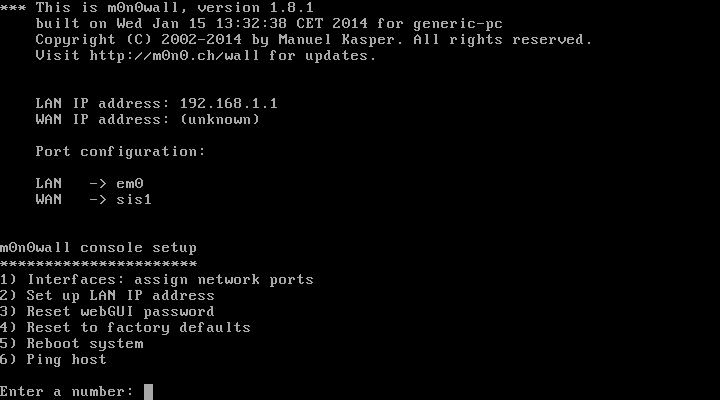 *** This is m0n0wall, version 1.8.1
built on Wed Jan 15 13:32:38 CET 2014 for generic-pc
Copyright (C) 2002-2014 by Manuel Kasper. All rights reserved.
Visit http://m0n0.ch/wall for updates.
LAN IP address: 192.168.1.1
WAN IP address: (unknown)
Port configuration:
LAN -> em0
WAN -> sis1
m0n0wall console setup
**********************
1) Interfaces: assign network ports
2) Set up LAN IP address
3) Reset webGUI password
4) Reset to factory defaults
5) Reboot system
6) Ping host
Enter a number: